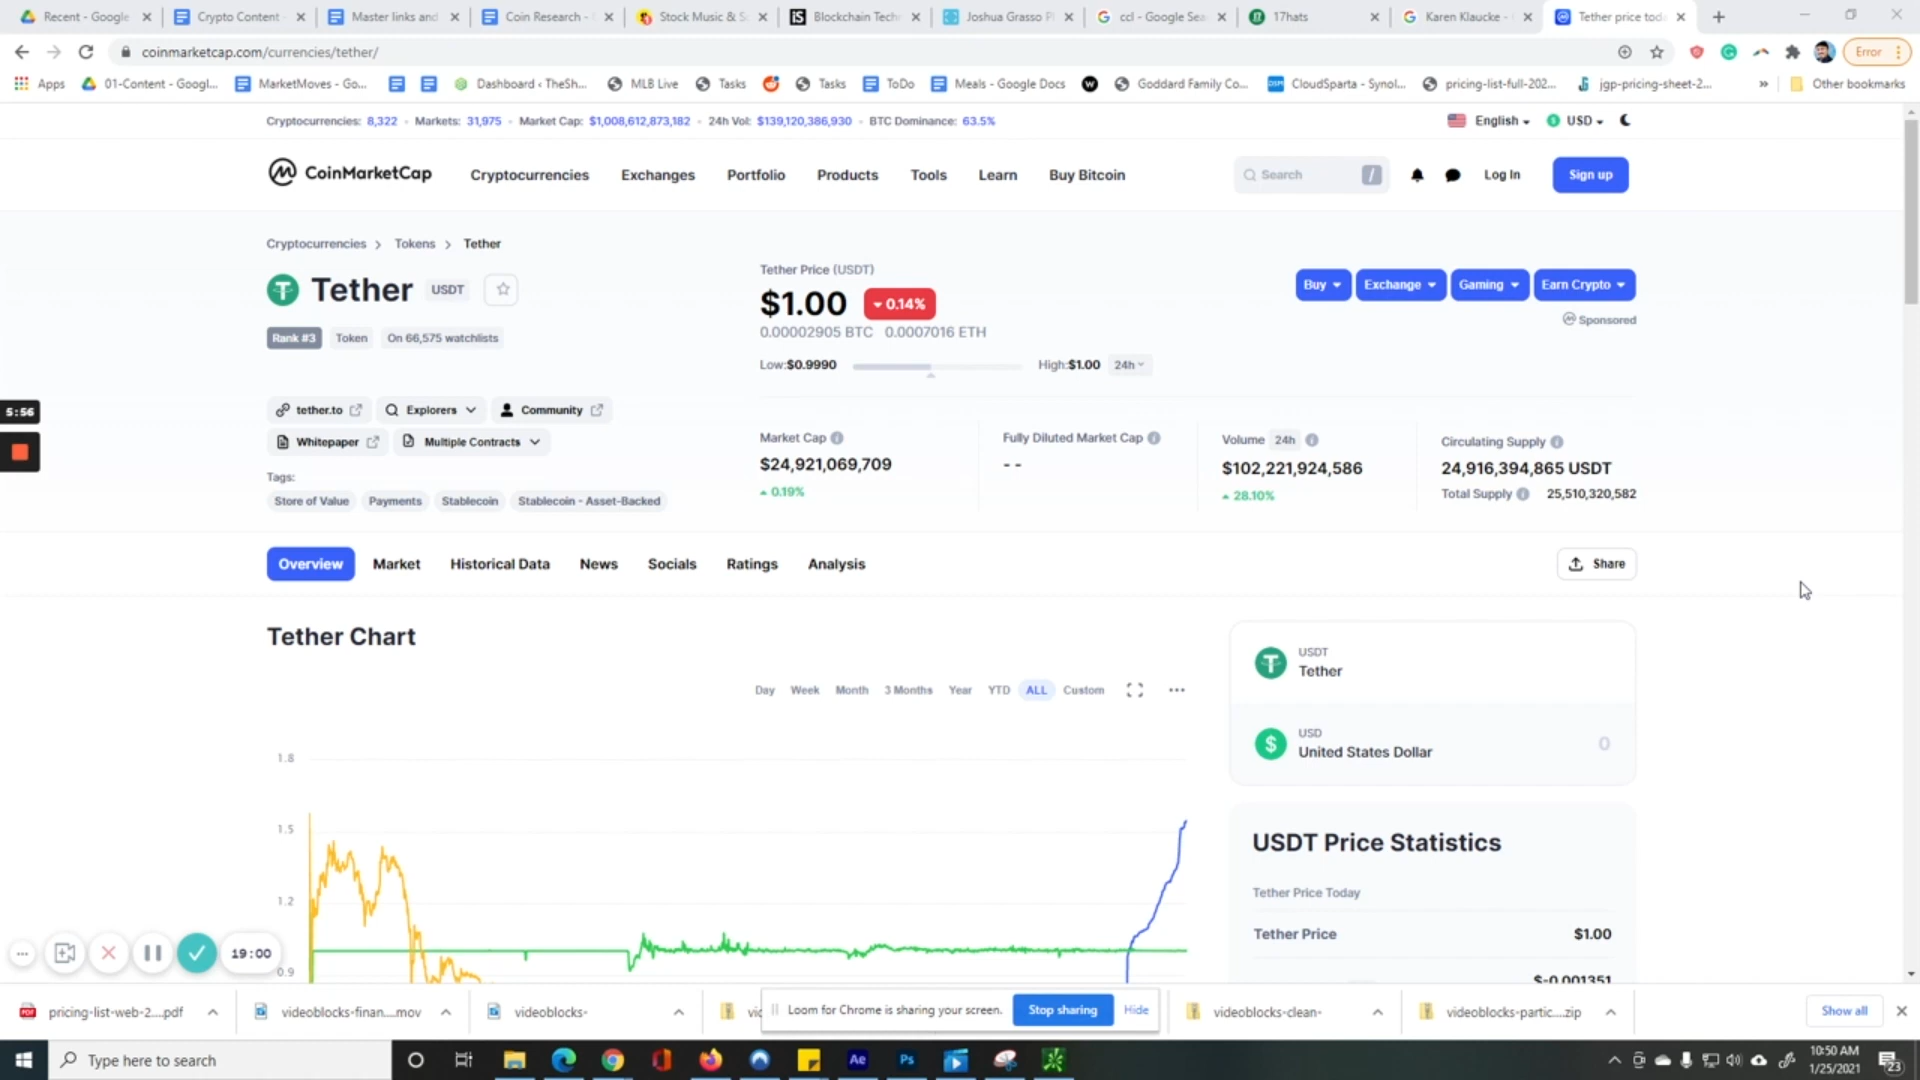 Recent - Google
Crypto Content
Master links and
Coin Research -
Stock Music & S
Blockchain Tech
Joshua Grasso
ccl - Google Sea
17hats
Karen Klaucke -
Tether price tod
coinmarketcap.com/currencies/tether/
Error
Apps
01-Content - Googl...
MarketMoves - Go...
Dashboard ‹ TheSh...
MLB Live
Tasks
Tasks
ToDo
Meals - Google Docs
Goddard Family Co...
CloudSparta - Synol...
pricing-list-full-202...
jgp-pricing-sheet-2...
»
Other bookmarks
Cryptocurrencies: 8,322 • Markets: 31,975 • Market Cap: $1,008,612,873,182 • 24h Vol: $139,120,386,930 • BTC Dominance: 63.5%
English
USD
CoinMarketCap
Cryptocurrencies
Exchanges
Portfolio
Products
Tools
Learn
Buy Bitcoin
Search
/
Log In
Sign up
Cryptocurrencies > Tokens > Tether
Tether
USDT
Rank #3
Token
On 66,575 watchlists
Tether Price (USDT)
$1.00
0.14%
0.00002905 BTC 0.0007016 ETH
Low:$0.9990
High:$1.00
24h
Buy
Exchange
Gaming
Earn Crypto
Sponsored
5:56
tether.to
Explorers
Community
Whitepaper
Multiple Contracts
Tags:
Store of Value
Payments
Stablecoin
Stablecoin - Asset-Backed
Market Cap
$24,921,069,709
0.19%
Fully Diluted Market Cap
- -
Volume 24h
$102,221,924,586
28.10%
Circulating Supply
24,916,394,865 USDT
Total Supply 25,510,320,582
Overview
Market
Historical Data
News
Socials
Ratings
Analysis
Share
Tether Chart
Day
Week
Month
3 Months
Year
YTD
ALL
Custom
1.8
1.5
1.2
0.9
USDT
Tether
USD
United States Dollar
0
USDT Price Statistics
Tether Price Today
Tether Price
$1.00
$-0.001351
19:00
pricing-list-web-2....pdf
videoblocks-finan....mov
videoblocks-
Loom for Chrome is sharing your screen.
Stop sharing
Hide
videoblocks-clean-
videoblocks-partic....zip
Show all
Type here to search
Ae
Ps
10:50 AM
1/25/2021
23